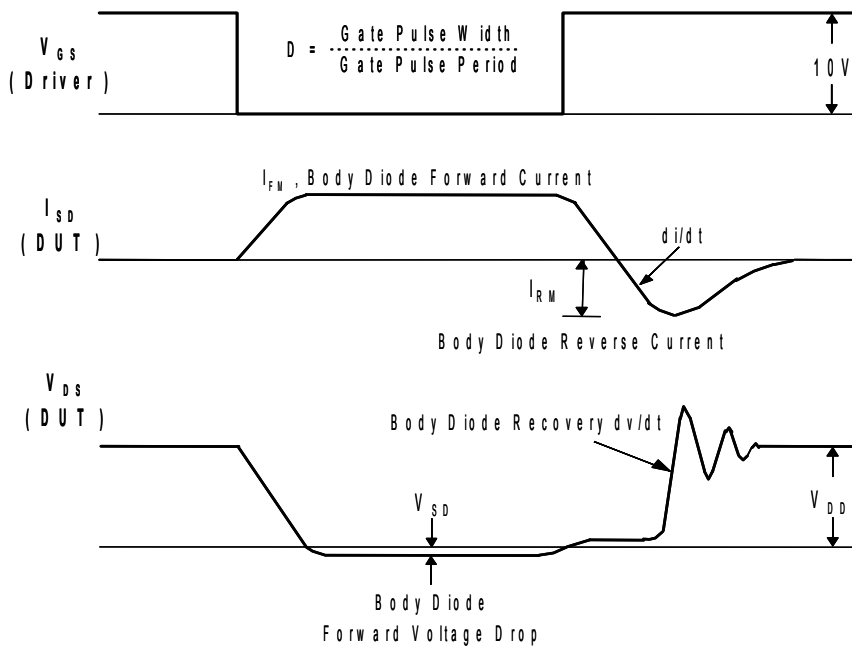 V GS
(Driver)
D = Gate Pulse Width
Gate Pulse Period
10V
I FM , Body Diode Forward Current
I SD
(DUT)
di/dt
I RM
Body Diode Reverse Current
V DS
(DUT)
Body Diode Recovery dv/dt
V SD
V DD
Body Diode
Forward Voltage Drop